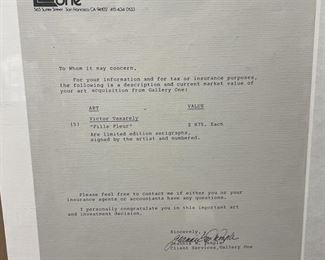 one
565 Sutter Street San Francisco CA 94102 415
To Whom it may concern,
For your information and for tax or insurance purposes,
the following is a description and current market value of
your art acquisition from Gallery One:
ART VALUE
Victor Vasarely
(5) "Fille Fleur" $ 875. Each
Are limited edition serigraphs,
signed by the artist and numbered.
Please feel free to contact me if either you or your
insurance agents or accountants have any questions.
I personally congratulate you in this important art
and investment decision.
Sincerely,
Client Services, Gallery One